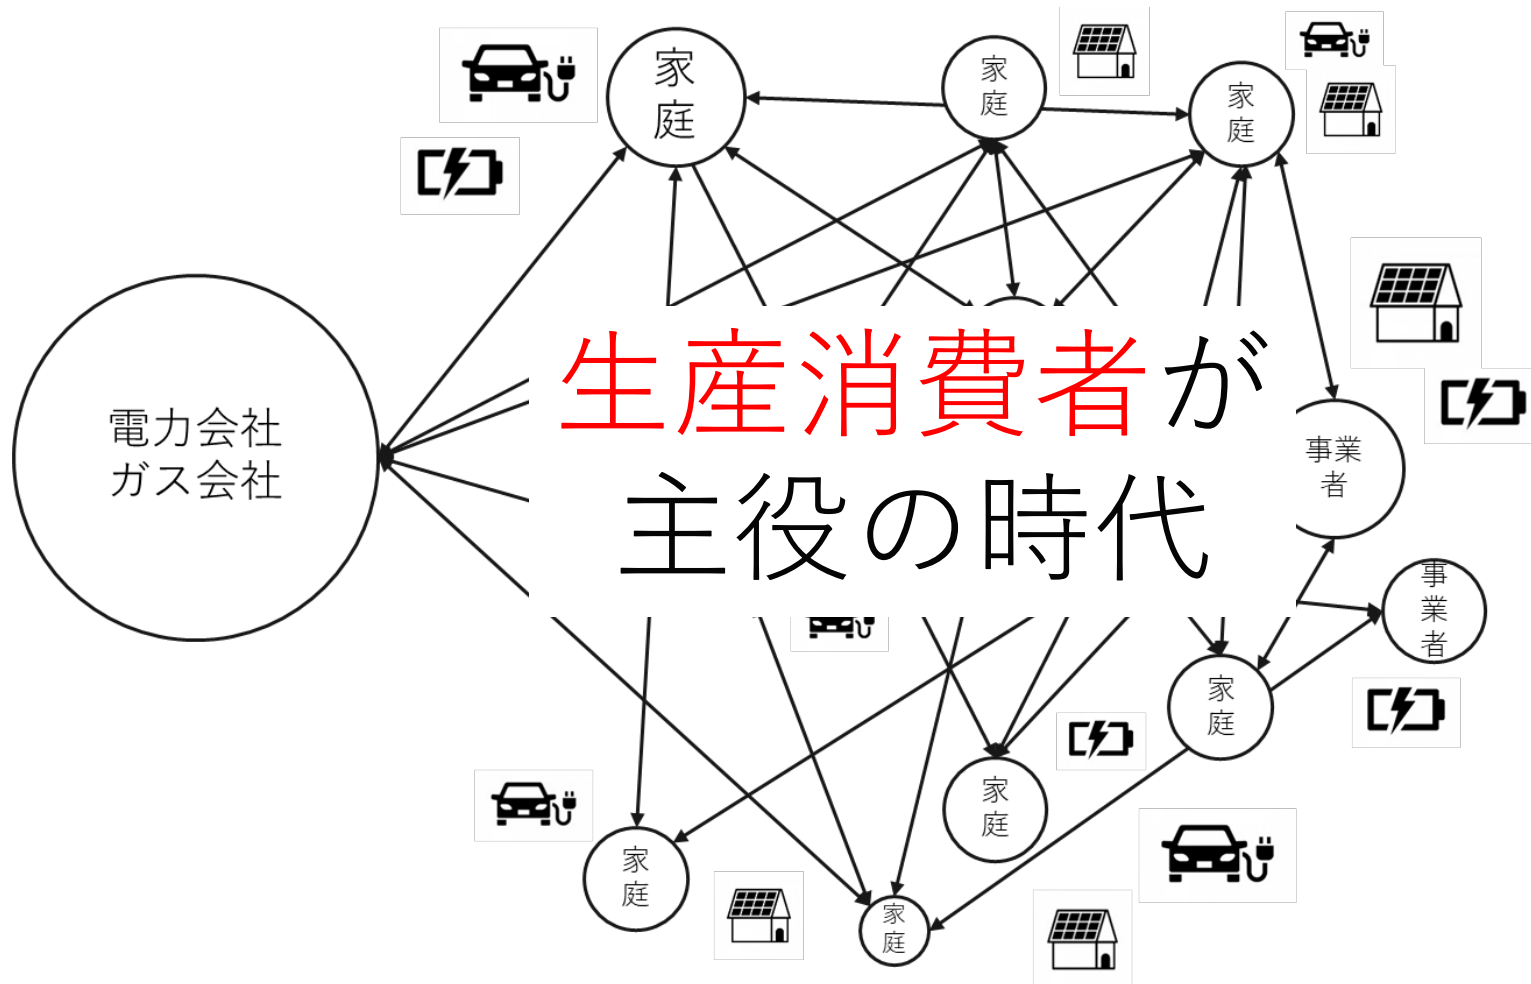 家
庭
家
庭
家
庭
電力会社
ガス会社
生産消費者が
主役の時代
事業
者
事
業
者
家
庭
家
庭
家
庭
家
庭